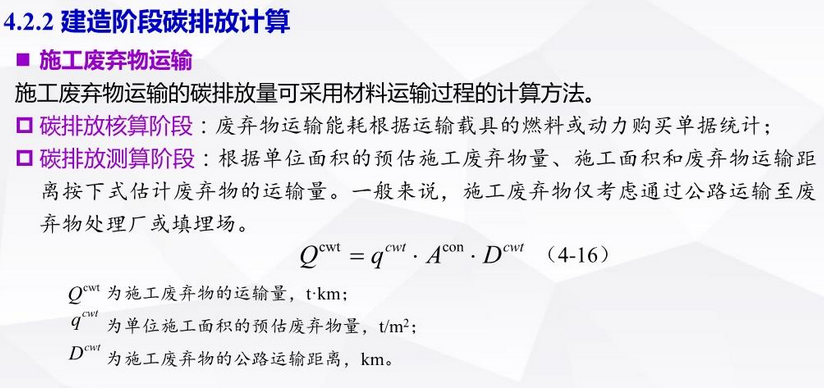 4.2.2 建造阶段碳排放计算
■ 施工废弃物运输
施工废弃物运输的碳排放量可采用材料运输过程的计算方法。
□ 碳排放核算阶段：废弃物运输能耗根据运输载具的燃料或动力购买单据统计；
□ 碳排放测算阶段：根据单位面积的预估施工废弃物量、施工面积和废弃物运输距
离按下式估计废弃物的运输量。一般来说，施工废弃物仅考虑通过公路运输至废
弃物处理厂或填埋场。
Q^cwt = q^cwt · A^con · D^cwt （4-16）
Q^cwt 为施工废弃物的运输量，t·km；
q^cwt 为单位施工面积的预估废弃物量，t/m²；
D^cwt 为施工废弃物的公路运输距离，km。